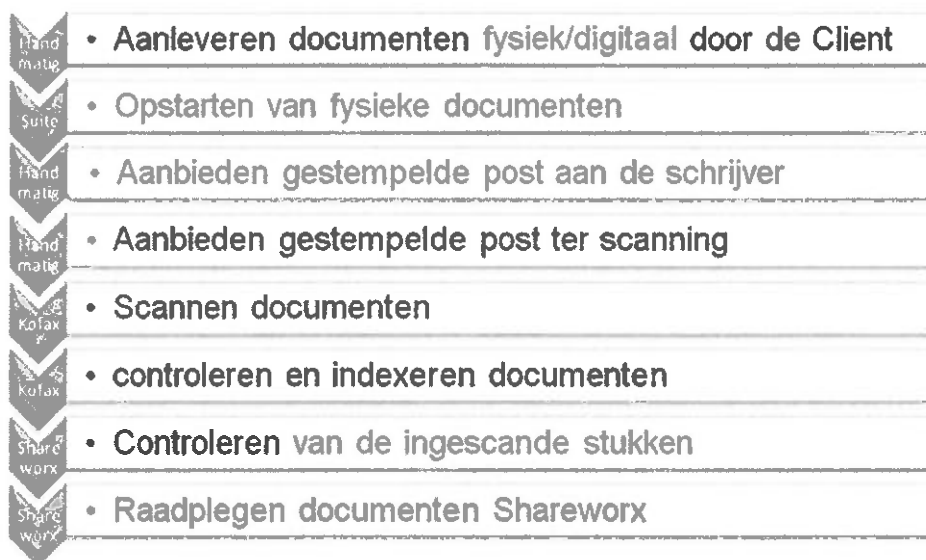 Hand matig
• Aanleveren documenten fysiek/digitaal door de Client
Suite
• Opstarten van fysieke documenten
Hand matig
• Aanbieden gestempelde post aan de schrijver
Hand matig
• Aanbieden gestempelde post ter scanning
Kofax
• Scannen documenten
Kofax
• controleren en indexeren documenten
Share worx
• Controleren van de ingescande stukken
Share worx
• Raadplegen documenten Shareworx